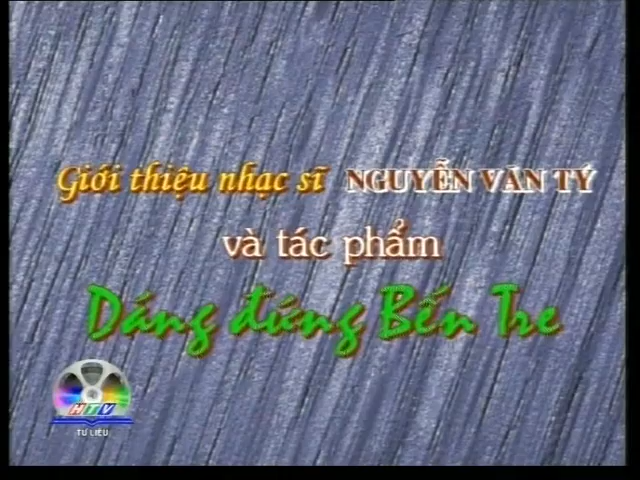 Giới thiệu nhạc sĩ NGUYỄN VĂN TÝ
và tác phẩm
Dáng đứng Bến Tre
HTV
TƯ LIỆU